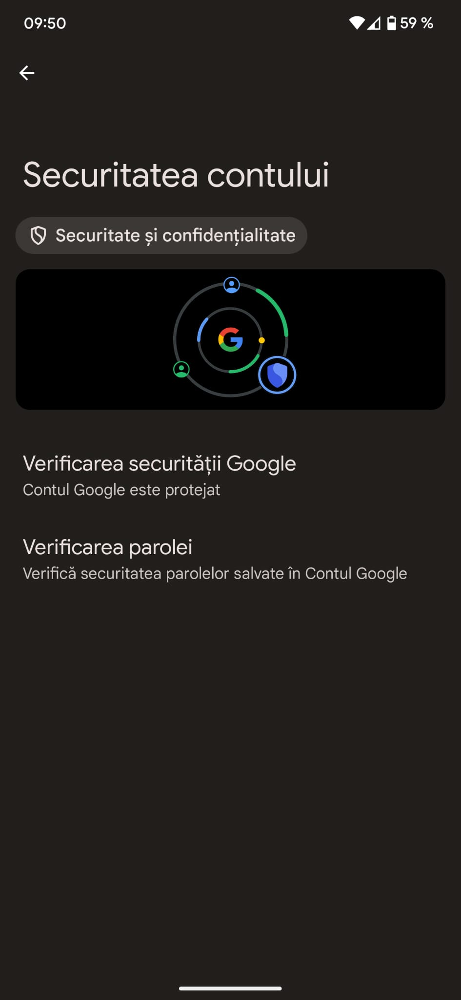 09:50
59 %
Securitatea contului
Securitate și confidențialitate
Verificarea securității Google
Contul Google este protejat
Verificarea parolei
Verifică securitatea parolelor salvate în Contul Google